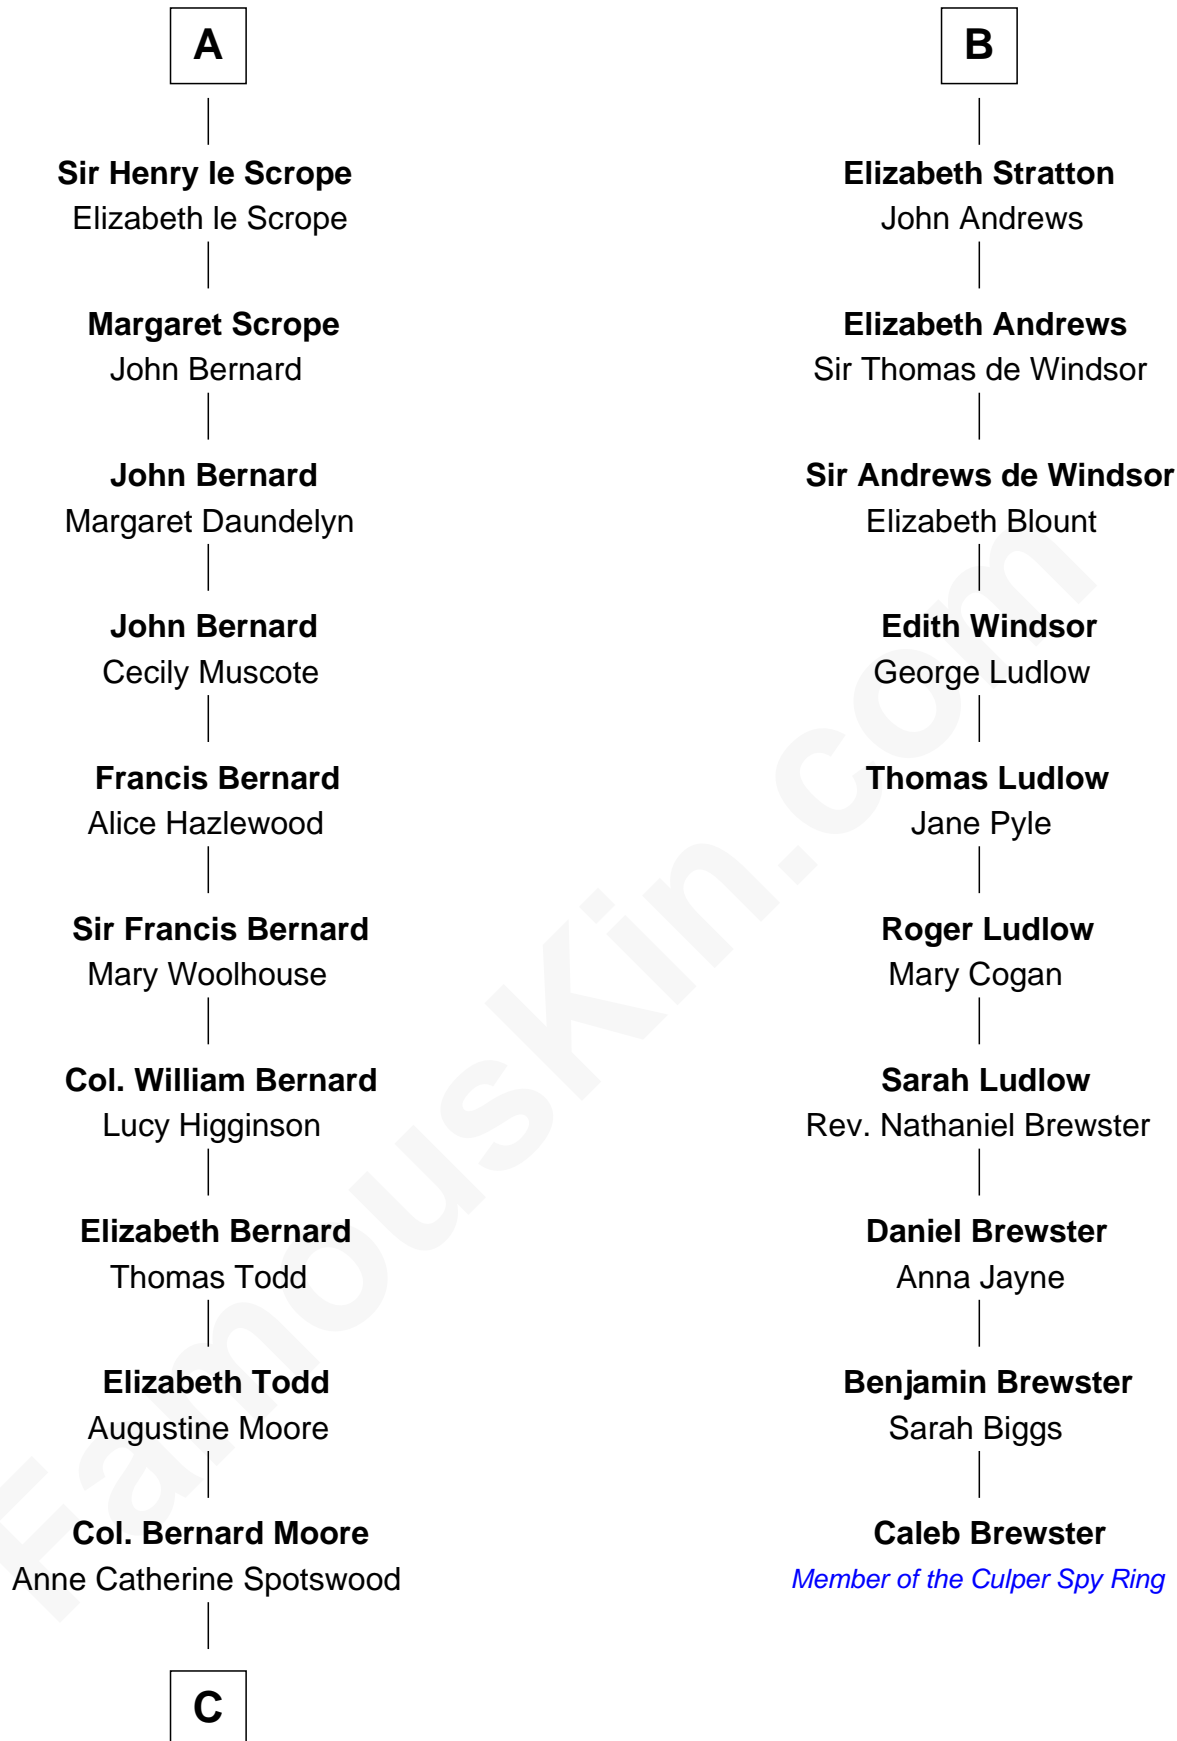 A
Sir Henry le Scrope
Elizabeth le Scrope
Margaret Scrope
John Bernard
John Bernard
Margaret Daundelyn
John Bernard
Cecily Muscote
Francis Bernard
Alice Hazlewood
Sir Francis Bernard
Mary Woolhouse
Col. William Bernard
Lucy Higginson
Elizabeth Bernard
Thomas Todd
Elizabeth Todd
Augustine Moore
Col. Bernard Moore
Anne Catherine Spotswood
C
B
Elizabeth Stratton
John Andrews
Elizabeth Andrews
Sir Thomas de Windsor
Sir Andrews de Windsor
Elizabeth Blount
Edith Windsor
George Ludlow
Thomas Ludlow
Jane Pyle
Roger Ludlow
Mary Cogan
Sarah Ludlow
Rev. Nathaniel Brewster
Daniel Brewster
Anna Jayne
Benjamin Brewster
Sarah Biggs
Caleb Brewster
Member of the Culper Spy Ring
FamousKin.com